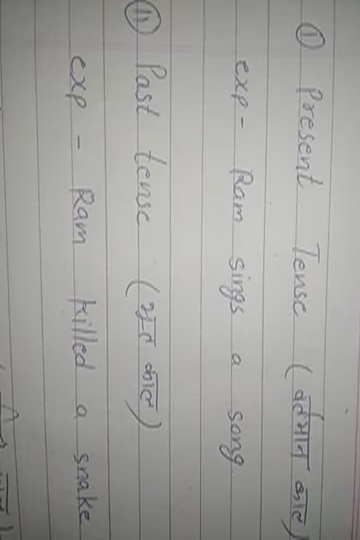 (I) Present Tense ( वर्तमान काल)
exp - Ram sings a song
(II) Past tense ( भूत काल)
exp - Ram killed a snake